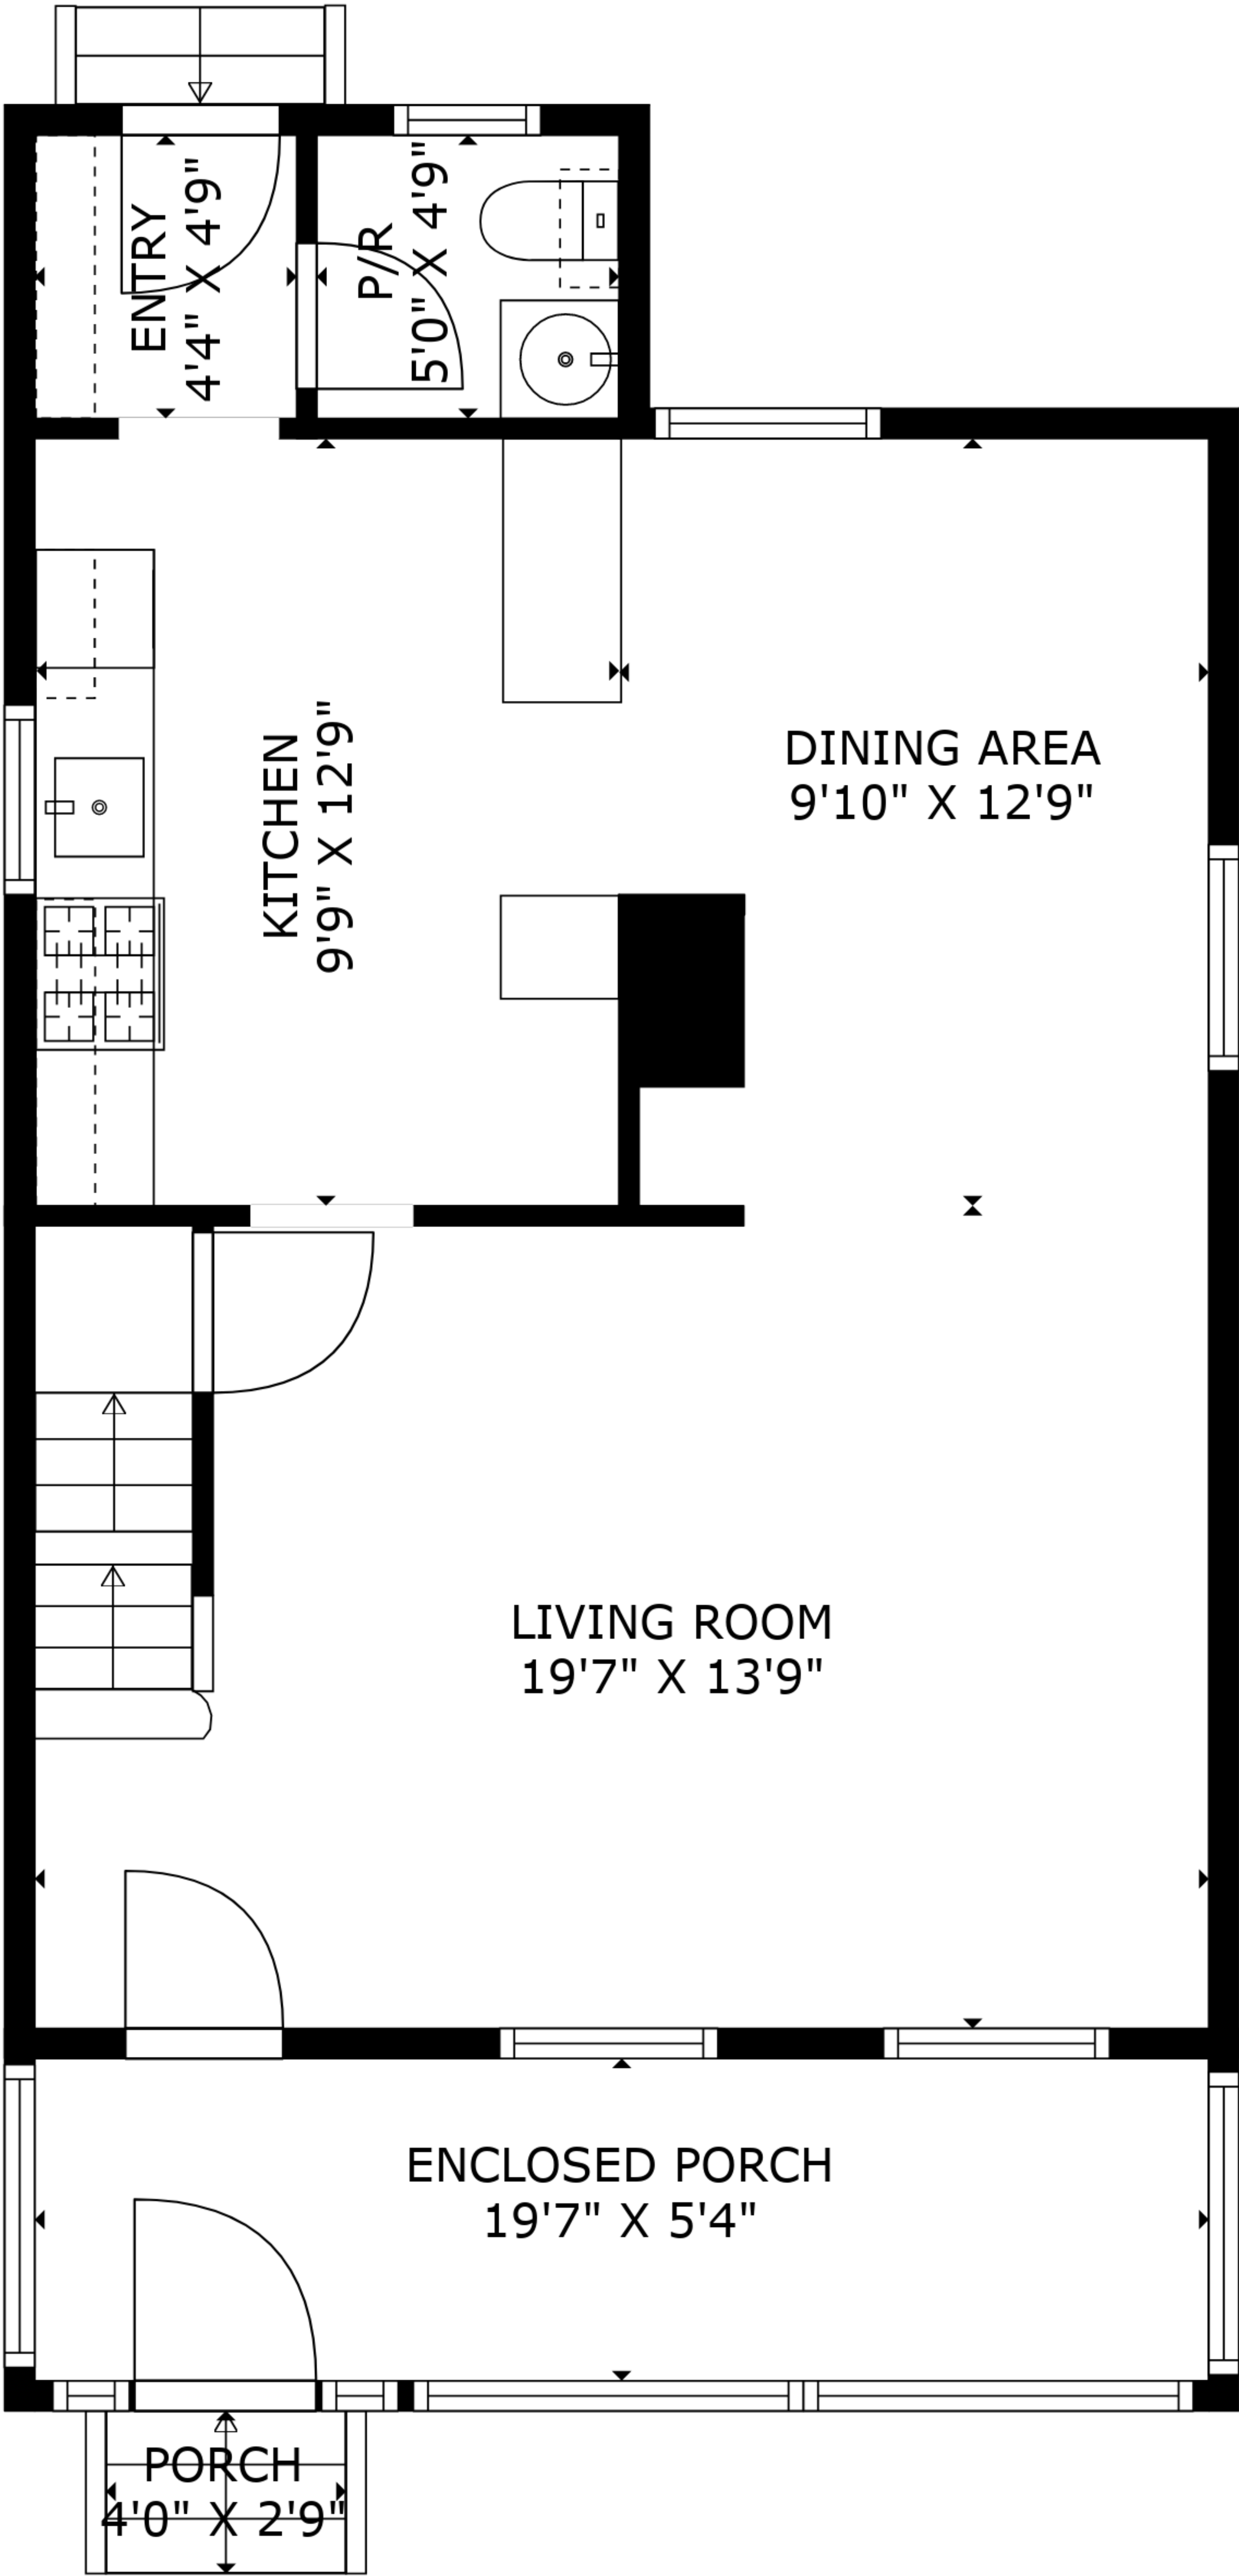 ENTRY
4'4" X 4'9"
P/R
5'0" X 4'9"
KITCHEN
9'9" X 12'9"
DINING AREA
9'10" X 12'9"
LIVING ROOM
19'7" X 13'9"
ENCLOSED PORCH
19'7" X 5'4"
PORCH
4'0" X 2'9"